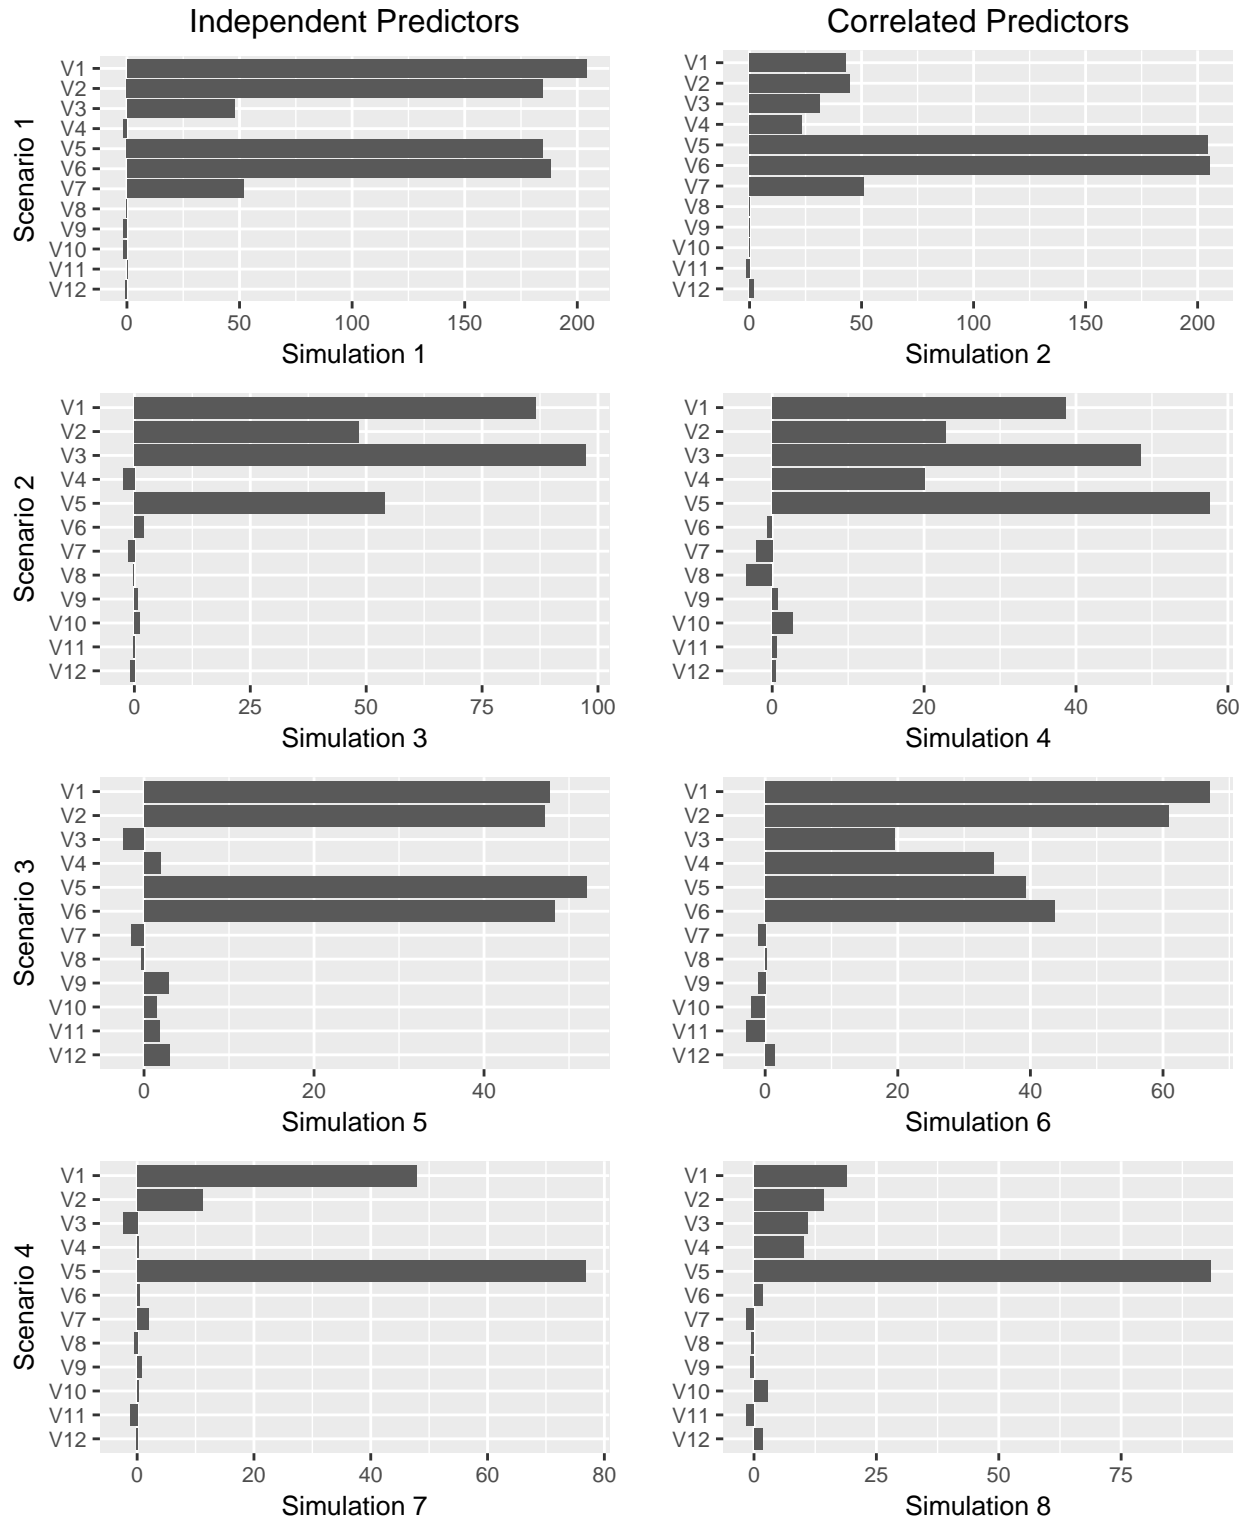 Independent Predictors
Correlated Predictors
Scenario 1
V1
V2
V3
V4
V5
V6
V7
V8
V9
V10
V11
V12
0 50 100 150 200
Simulation 1
V1
V2
V3
V4
V5
V6
V7
V8
V9
V10
V11
V12
0 50 100 150 200
Simulation 2
Scenario 2
V1
V2
V3
V4
V5
V6
V7
V8
V9
V10
V11
V12
0 25 50 75 100
Simulation 3
V1
V2
V3
V4
V5
V6
V7
V8
V9
V10
V11
V12
0 20 40 60
Simulation 4
Scenario 3
V1
V2
V3
V4
V5
V6
V7
V8
V9
V10
V11
V12
0 20 40
Simulation 5
V1
V2
V3
V4
V5
V6
V7
V8
V9
V10
V11
V12
0 20 40 60
Simulation 6
Scenario 4
V1
V2
V3
V4
V5
V6
V7
V8
V9
V10
V11
V12
0 20 40 60 80
Simulation 7
V1
V2
V3
V4
V5
V6
V7
V8
V9
V10
V11
V12
0 25 50 75
Simulation 8